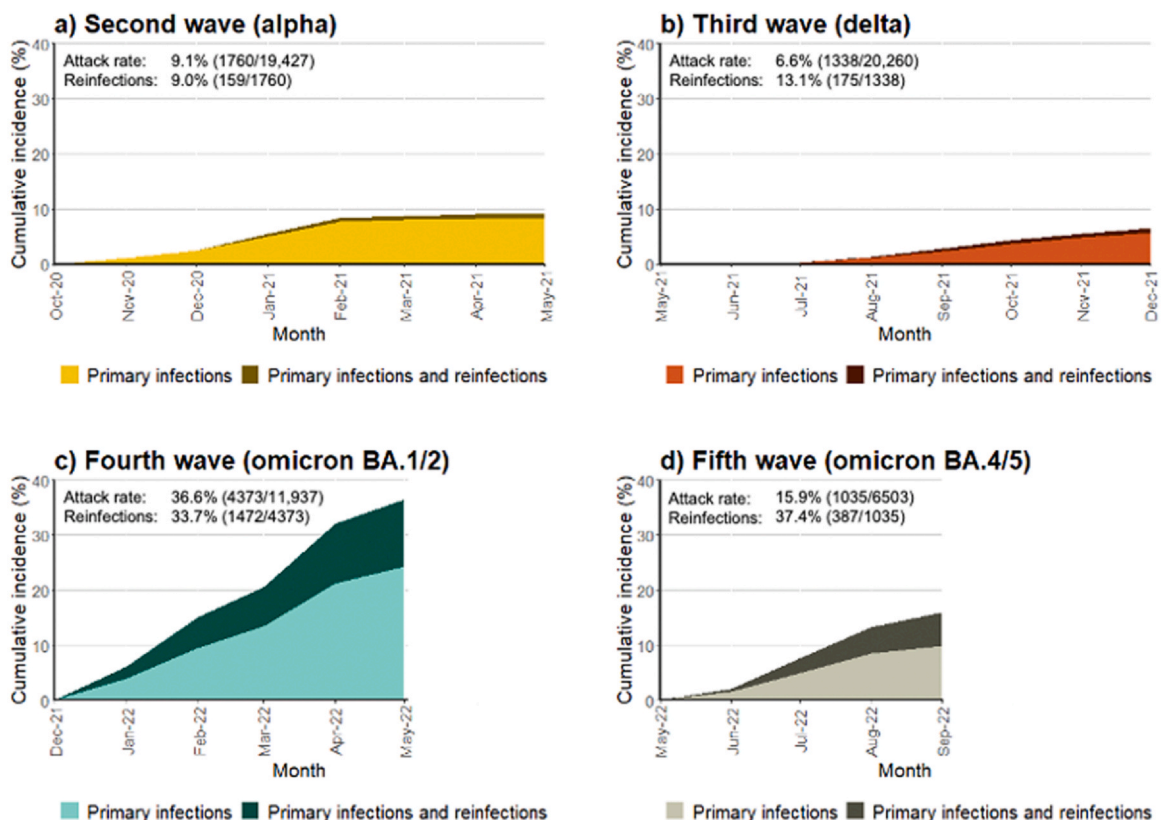 a) Second wave (alpha)
Cumulative incidence (%)
40
30
20
10
0
Attack rate: 9.1% (1760/19,427)
Reinfections: 9.0% (159/1760)
Oct-20
Nov-20
Dec-20
Jan-21
Feb-21
Mar-21
Apr-21
May-21
Month
Primary infections Primary infections and reinfections
b) Third wave (delta)
Cumulative incidence (%)
40
30
20
10
0
Attack rate: 6.6% (1338/20,260)
Reinfections: 13.1% (175/1338)
May-21
Jun-21
Jul-21
Aug-21
Sep-21
Oct-21
Nov-21
Dec-21
Month
Primary infections Primary infections and reinfections
c) Fourth wave (omicron BA.1/2)
Cumulative incidence (%)
40
30
20
10
0
Attack rate: 36.6% (4373/11,937)
Reinfections: 33.7% (1472/4373)
Dec-21
Jan-22
Feb-22
Mar-22
Apr-22
May-22
Month
Primary infections Primary infections and reinfections
d) Fifth wave (omicron BA.4/5)
Cumulative incidence (%)
40
30
20
10
0
Attack rate: 15.9% (1035/6503)
Reinfections: 37.4% (387/1035)
May-22
Jun-22
Jul-22
Aug-22
Sep-22
Month
Primary infections Primary infections and reinfections